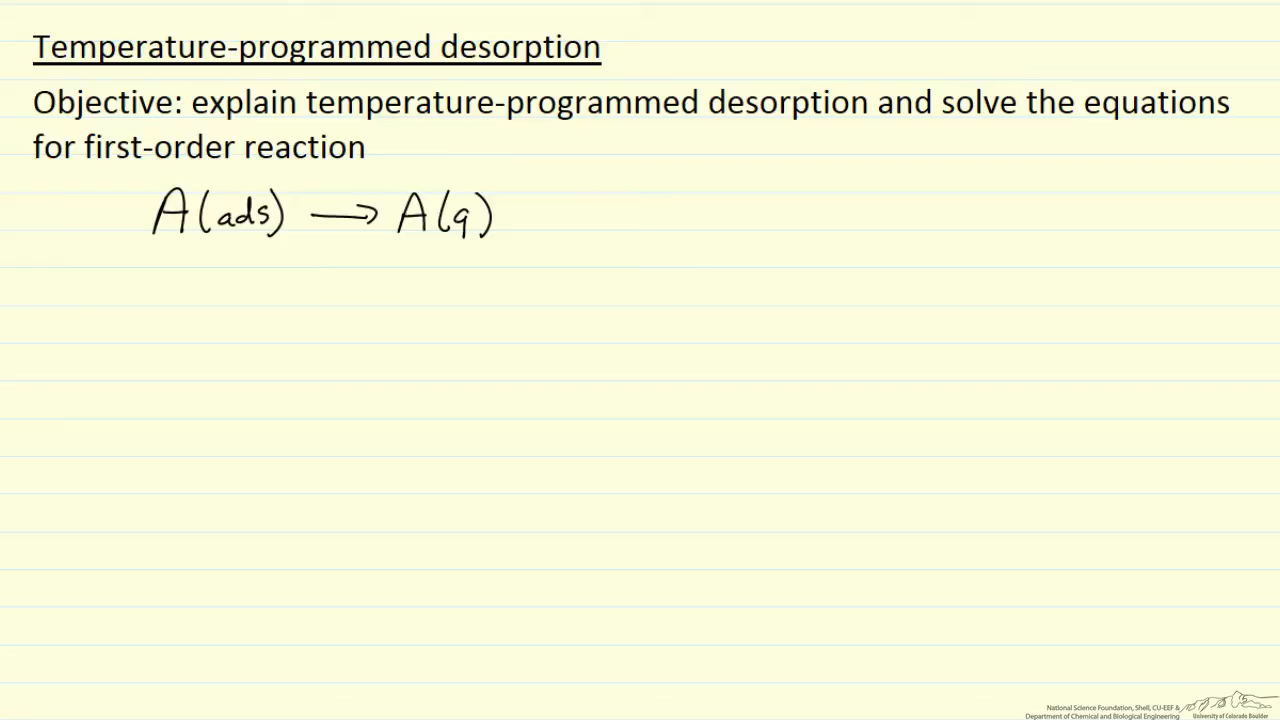 Temperature-programmed desorption
Objective: explain temperature-programmed desorption and solve the equations
for first-order reaction
A(ads) ⟶ A(g)
National Science Foundation, Shell, CU-EEF &
Department of Chemical and Biological Engineering
University of Colorado Boulder